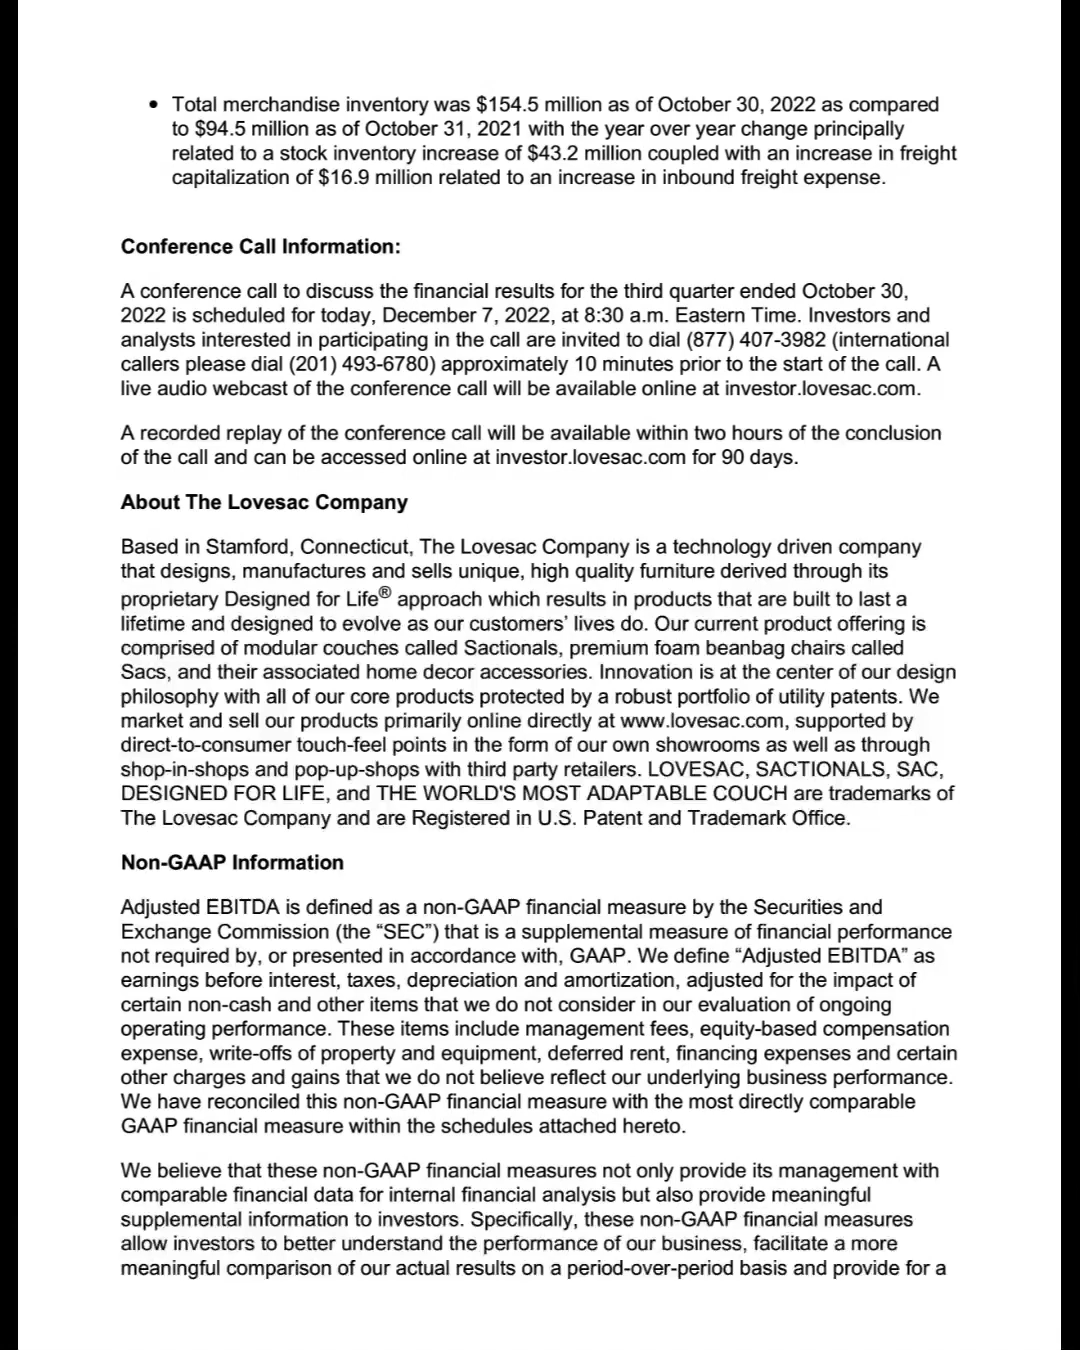 • Total merchandise inventory was $154.5 million as of October 30, 2022 as compared
to $94.5 million as of October 31, 2021 with the year over year change principally
related to a stock inventory increase of $43.2 million coupled with an increase in freight
capitalization of $16.9 million related to an increase in inbound freight expense.
Conference Call Information:
A conference call to discuss the financial results for the third quarter ended October 30,
2022 is scheduled for today, December 7, 2022, at 8:30 a.m. Eastern Time. Investors and
analysts interested in participating in the call are invited to dial (877) 407-3982 (international
callers please dial (201) 493-6780) approximately 10 minutes prior to the start of the call. A
live audio webcast of the conference call will be available online at investor.lovesac.com.
A recorded replay of the conference call will be available within two hours of the conclusion
of the call and can be accessed online at investor.lovesac.com for 90 days.
About The Lovesac Company
Based in Stamford, Connecticut, The Lovesac Company is a technology driven company
that designs, manufactures and sells unique, high quality furniture derived through its
proprietary Designed for Life® approach which results in products that are built to last a
lifetime and designed to evolve as our customers’ lives do. Our current product offering is
comprised of modular couches called Sactionals, premium foam beanbag chairs called
Sacs, and their associated home decor accessories. Innovation is at the center of our design
philosophy with all of our core products protected by a robust portfolio of utility patents. We
market and sell our products primarily online directly at www.lovesac.com, supported by
direct-to-consumer touch-feel points in the form of our own showrooms as well as through
shop-in-shops and pop-up-shops with third party retailers. LOVESAC, SACTIONALS, SAC,
DESIGNED FOR LIFE, and THE WORLD'S MOST ADAPTABLE COUCH are trademarks of
The Lovesac Company and are Registered in U.S. Patent and Trademark Office.
Non-GAAP Information
Adjusted EBITDA is defined as a non-GAAP financial measure by the Securities and
Exchange Commission (the “SEC”) that is a supplemental measure of financial performance
not required by, or presented in accordance with, GAAP. We define “Adjusted EBITDA” as
earnings before interest, taxes, depreciation and amortization, adjusted for the impact of
certain non-cash and other items that we do not consider in our evaluation of ongoing
operating performance. These items include management fees, equity-based compensation
expense, write-offs of property and equipment, deferred rent, financing expenses and certain
other charges and gains that we do not believe reflect our underlying business performance.
We have reconciled this non-GAAP financial measure with the most directly comparable
GAAP financial measure within the schedules attached hereto.
We believe that these non-GAAP financial measures not only provide its management with
comparable financial data for internal financial analysis but also provide meaningful
supplemental information to investors. Specifically, these non-GAAP financial measures
allow investors to better understand the performance of our business, facilitate a more
meaningful comparison of our actual results on a period-over-period basis and provide for a